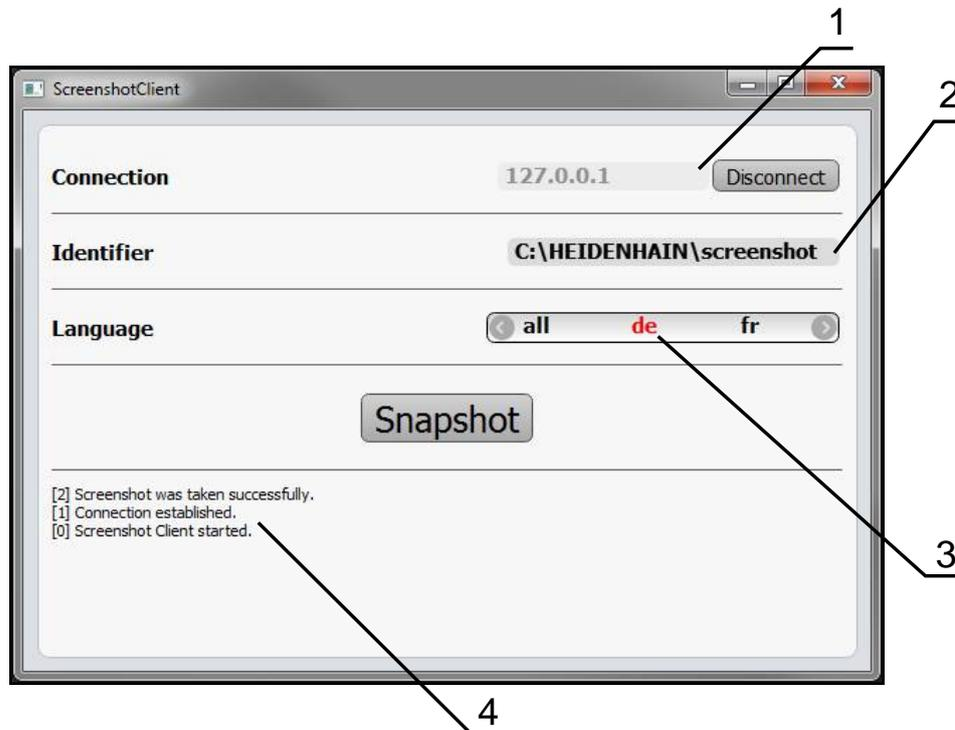 1
ScreenshotClient
2
Connection 127.0.0.1 Disconnect
Identifier C:\HEIDENHAIN\screenshot
Language all de fr
Snapshot
[2] Screenshot was taken successfully.
[1] Connection established.
[0] Screenshot Client started.
3
4